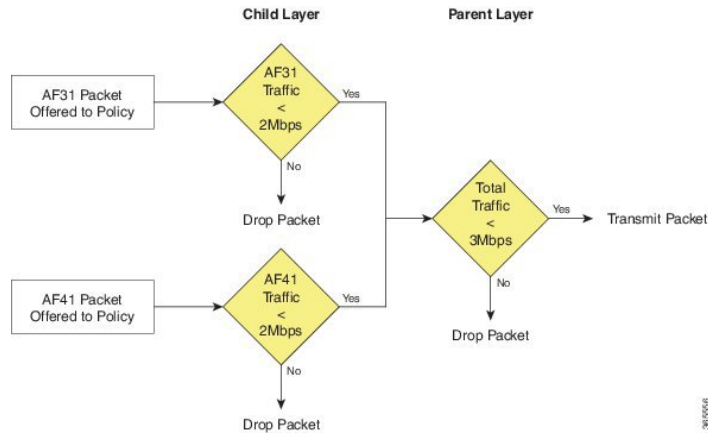 Child Layer
Parent Layer
AF31 Packet
Offered to Policy
AF31
Traffic
<
2Mbps
Yes
No
Drop Packet
Total
Traffic
<
3Mbps
Yes
Transmit Packet
No
Drop Packet
AF41 Packet
Offered to Policy
AF41
Traffic
<
2Mbps
Yes
No
Drop Packet